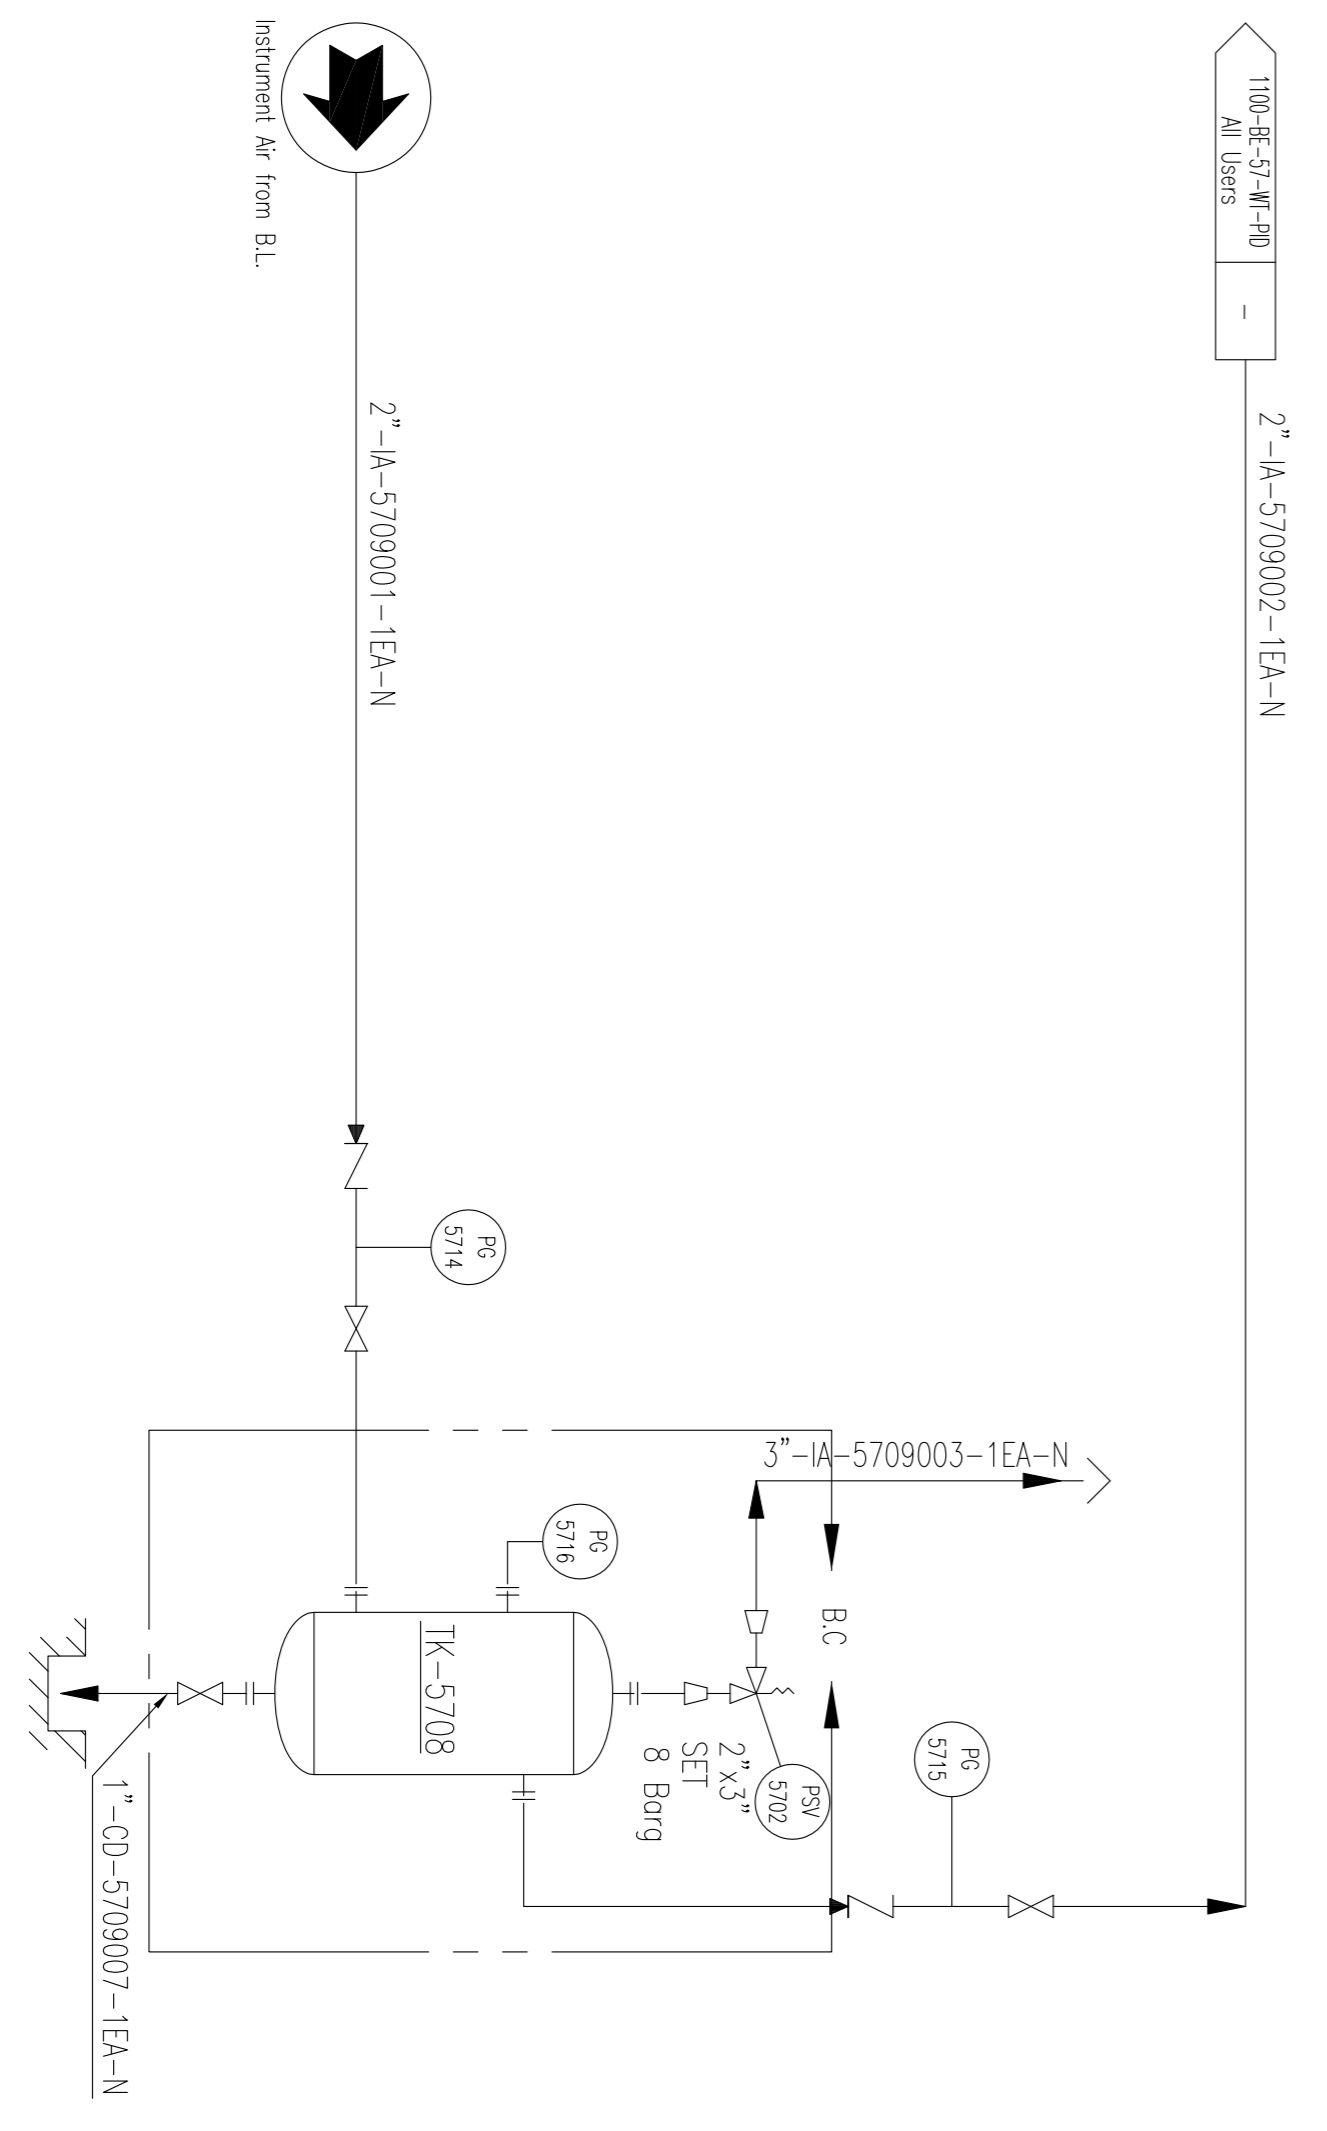 1100-BE-57-WT-PID
All Users
-
2"-IA-5709002-1EA-N
Instrument Air from B.L.
2"-IA-5709001-1EA-N
PG
5714
3"-IA-5709003-1EA-N
PG
5716
B.C
TK-5708
PSV
5702
2"x3"
SET
8 Barg
PG
5715
1"-CD-5709007-1EA-N